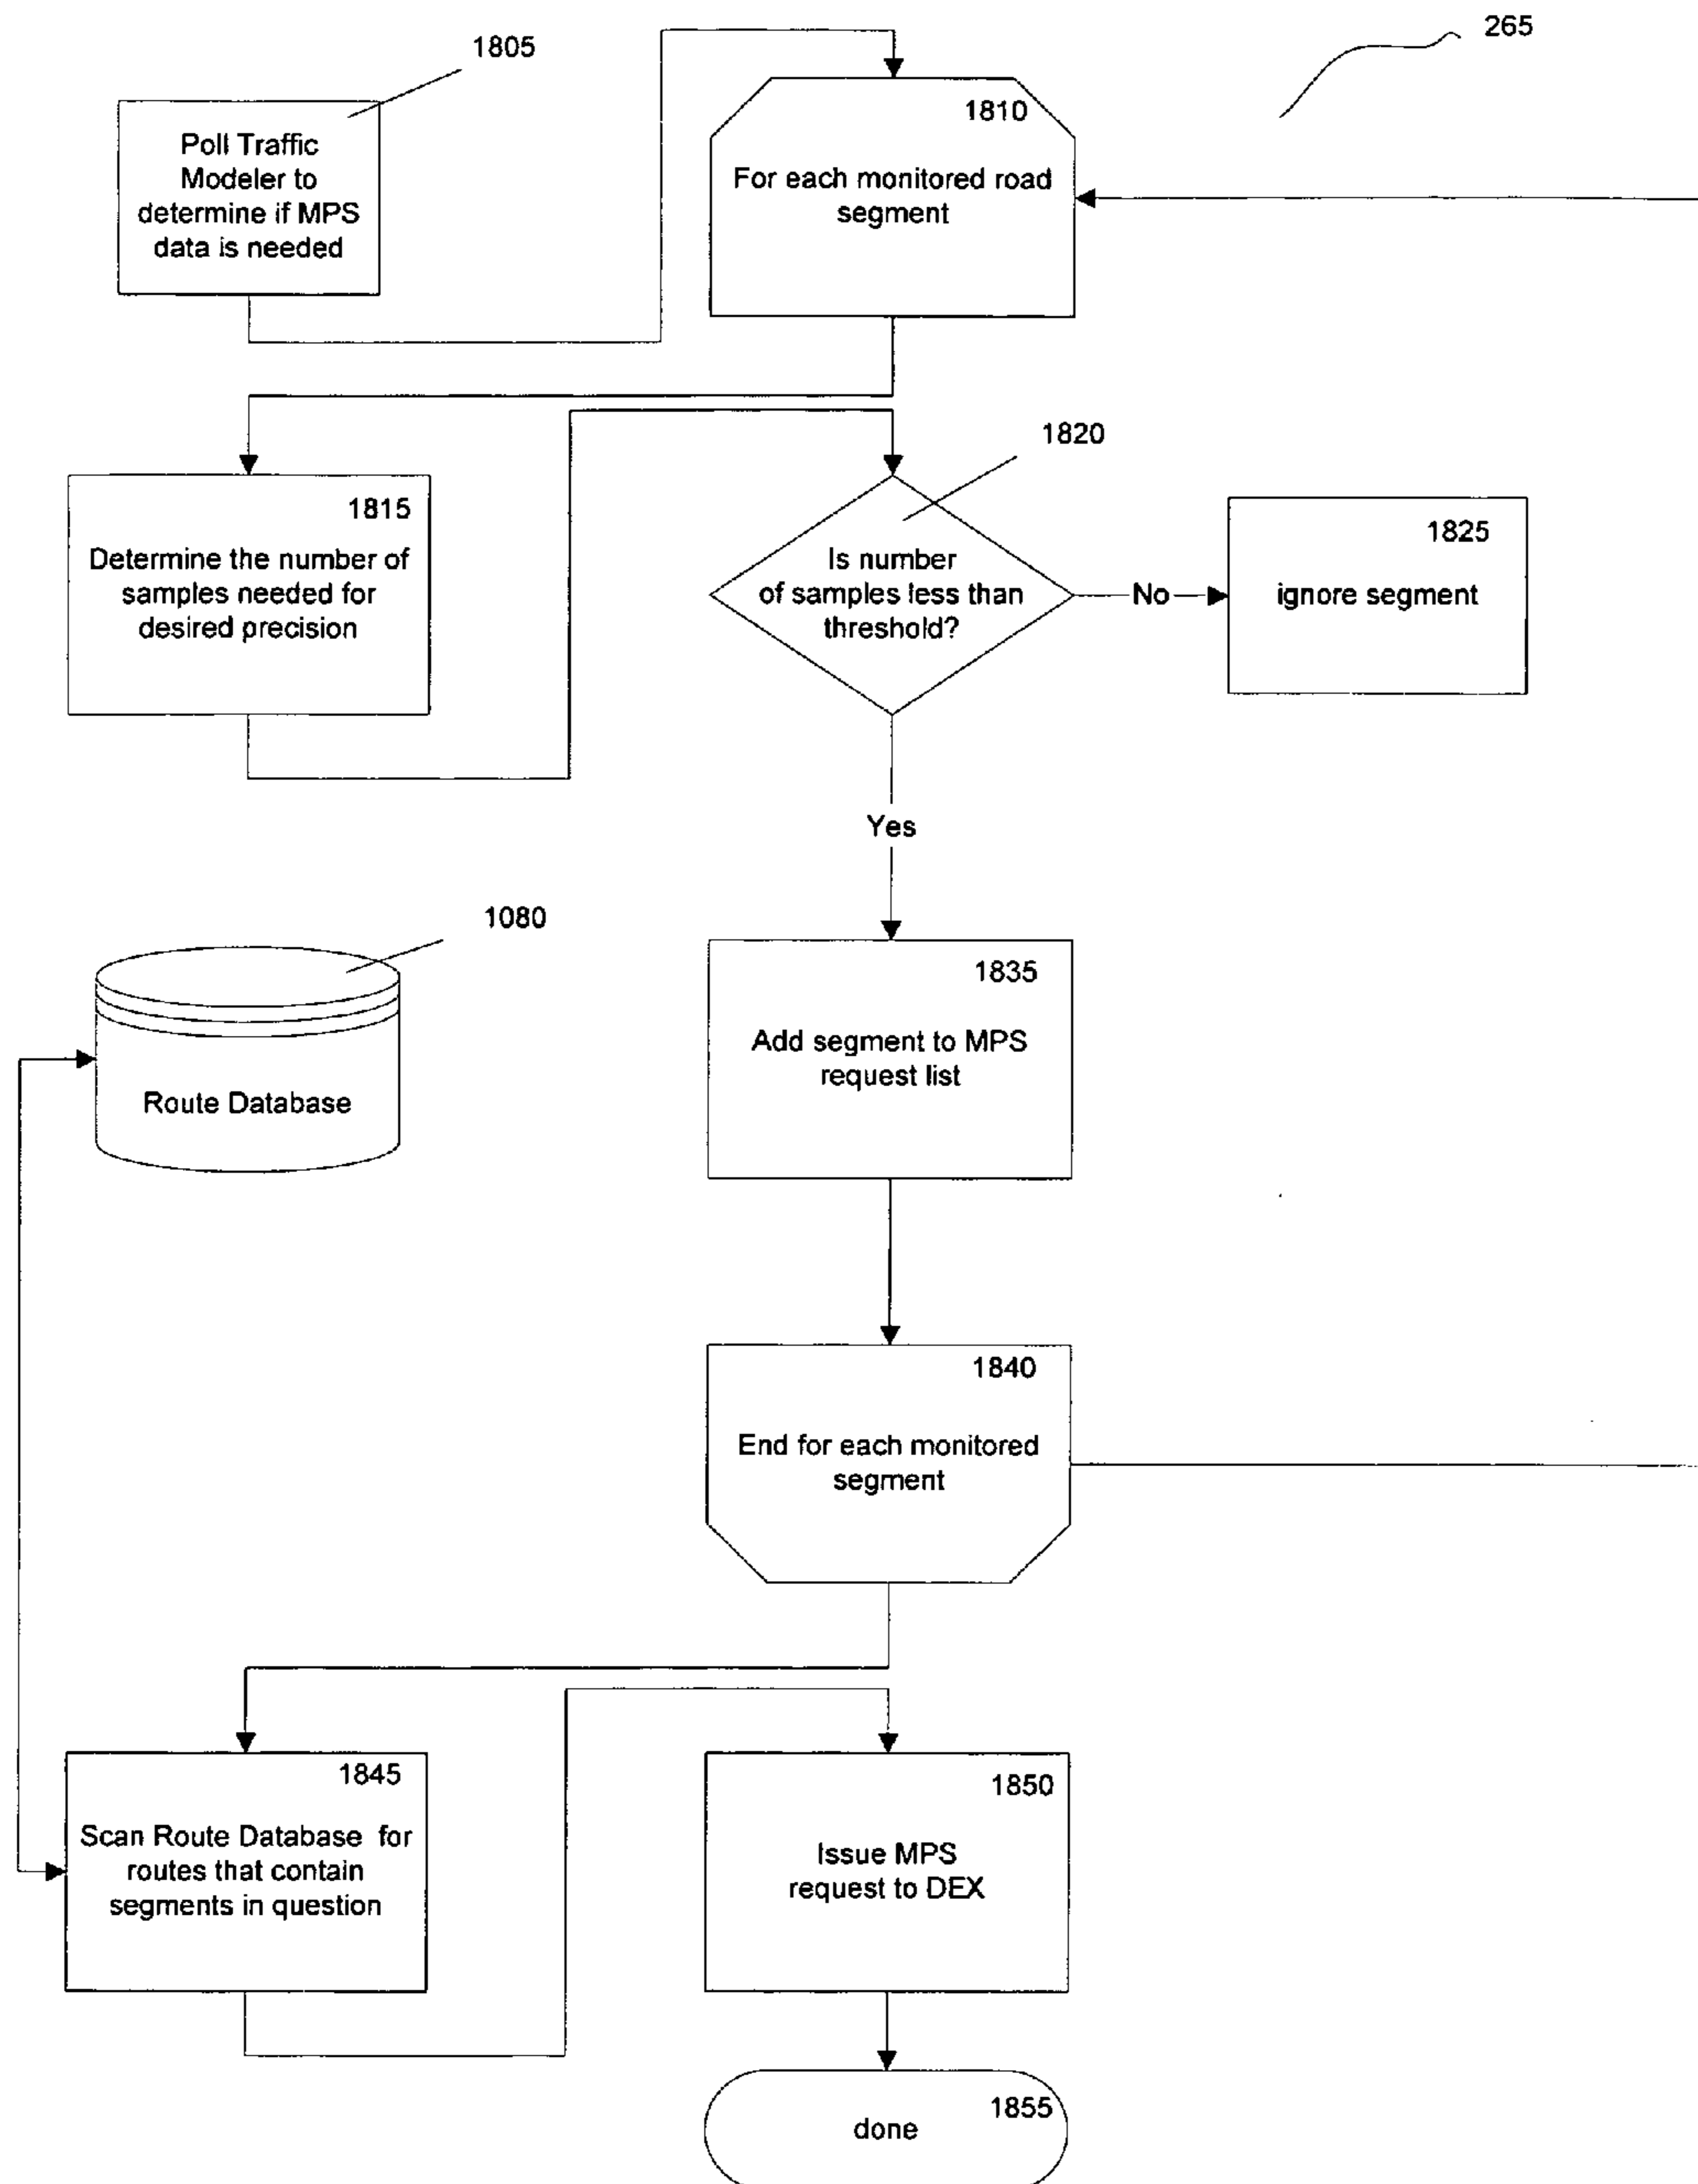 265
1805
Poll Traffic
Modeler to
determine if MPS
data is needed
1810
For each monitored road
segment
1815
Determine the number of
samples needed for
desired precision
1820
Is number
of samples less than
threshold?
No
1825
ignore segment
Yes
1080
Route Database
1835
Add segment to MPS
request list
1840
End for each monitored
segment
1845
Scan Route Database for
routes that contain
segments in question
1850
Issue MPS
request to DEX
1855
done